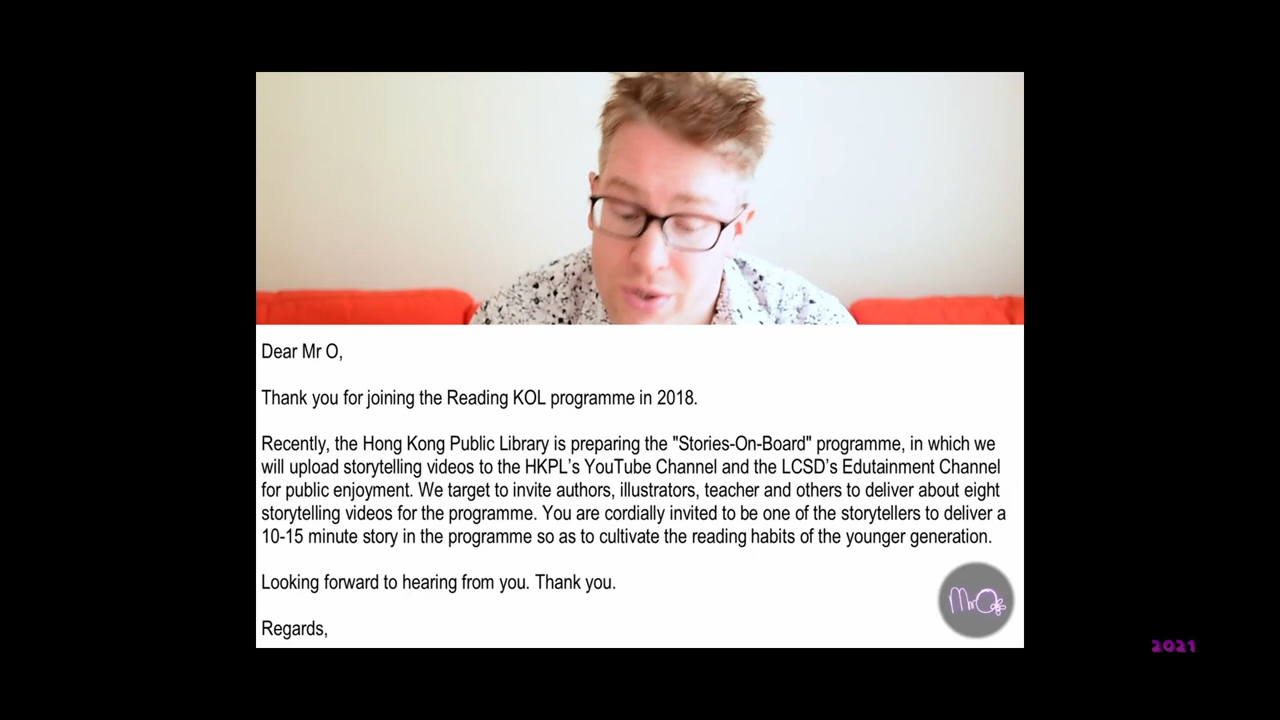 Dear Mr O,
Thank you for joining the Reading KOL programme in 2018.
Recently, the Hong Kong Public Library is preparing the "Stories-On-Board" programme, in which we
will upload storytelling videos to the HKPL's YouTube Channel and the LCSD's Edutainment Channel
for public enjoyment. We target to invite authors, illustrators, teacher and others to deliver about eight
storytelling videos for the programme. You are cordially invited to be one of the storytellers to deliver a
10-15 minute story in the programme so as to cultivate the reading habits of the younger generation.
Looking forward to hearing from you. Thank you.
Regards,
MrO
2021